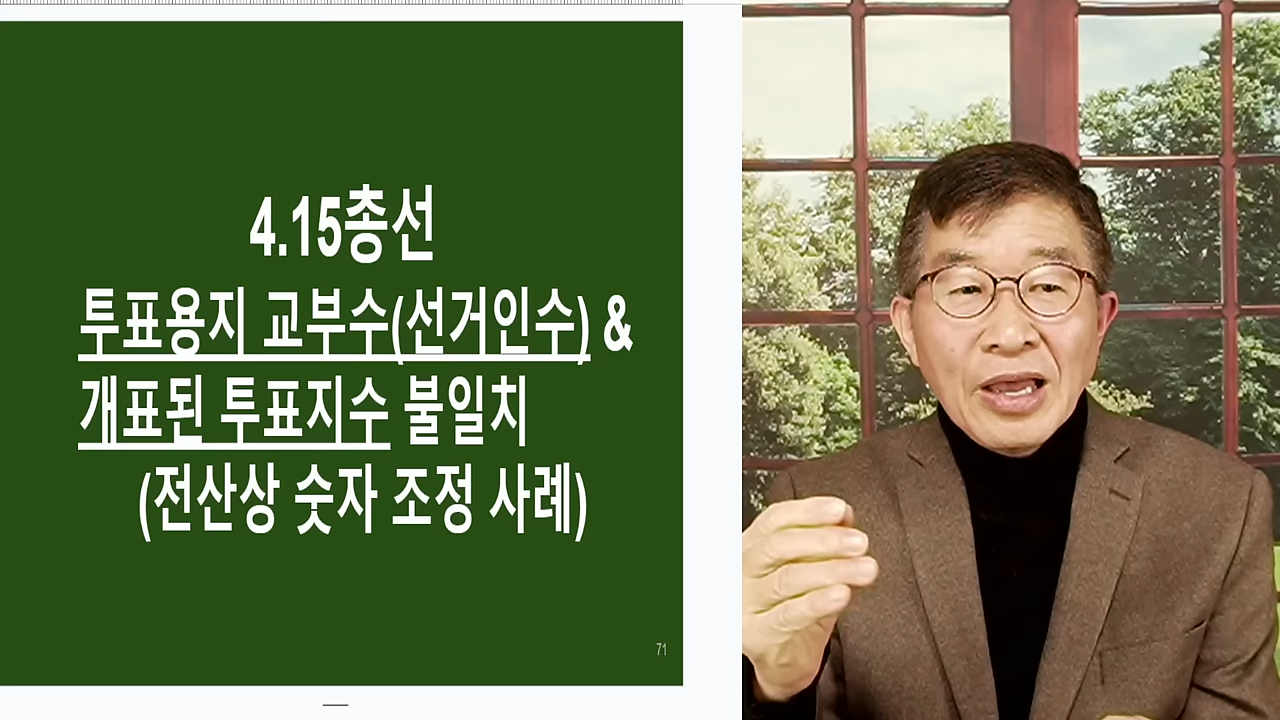 4.15총선
투표용지 교부수(선거인수) &
개표된 투표지수 불일치
(전산상 숫자 조정 사례)
71